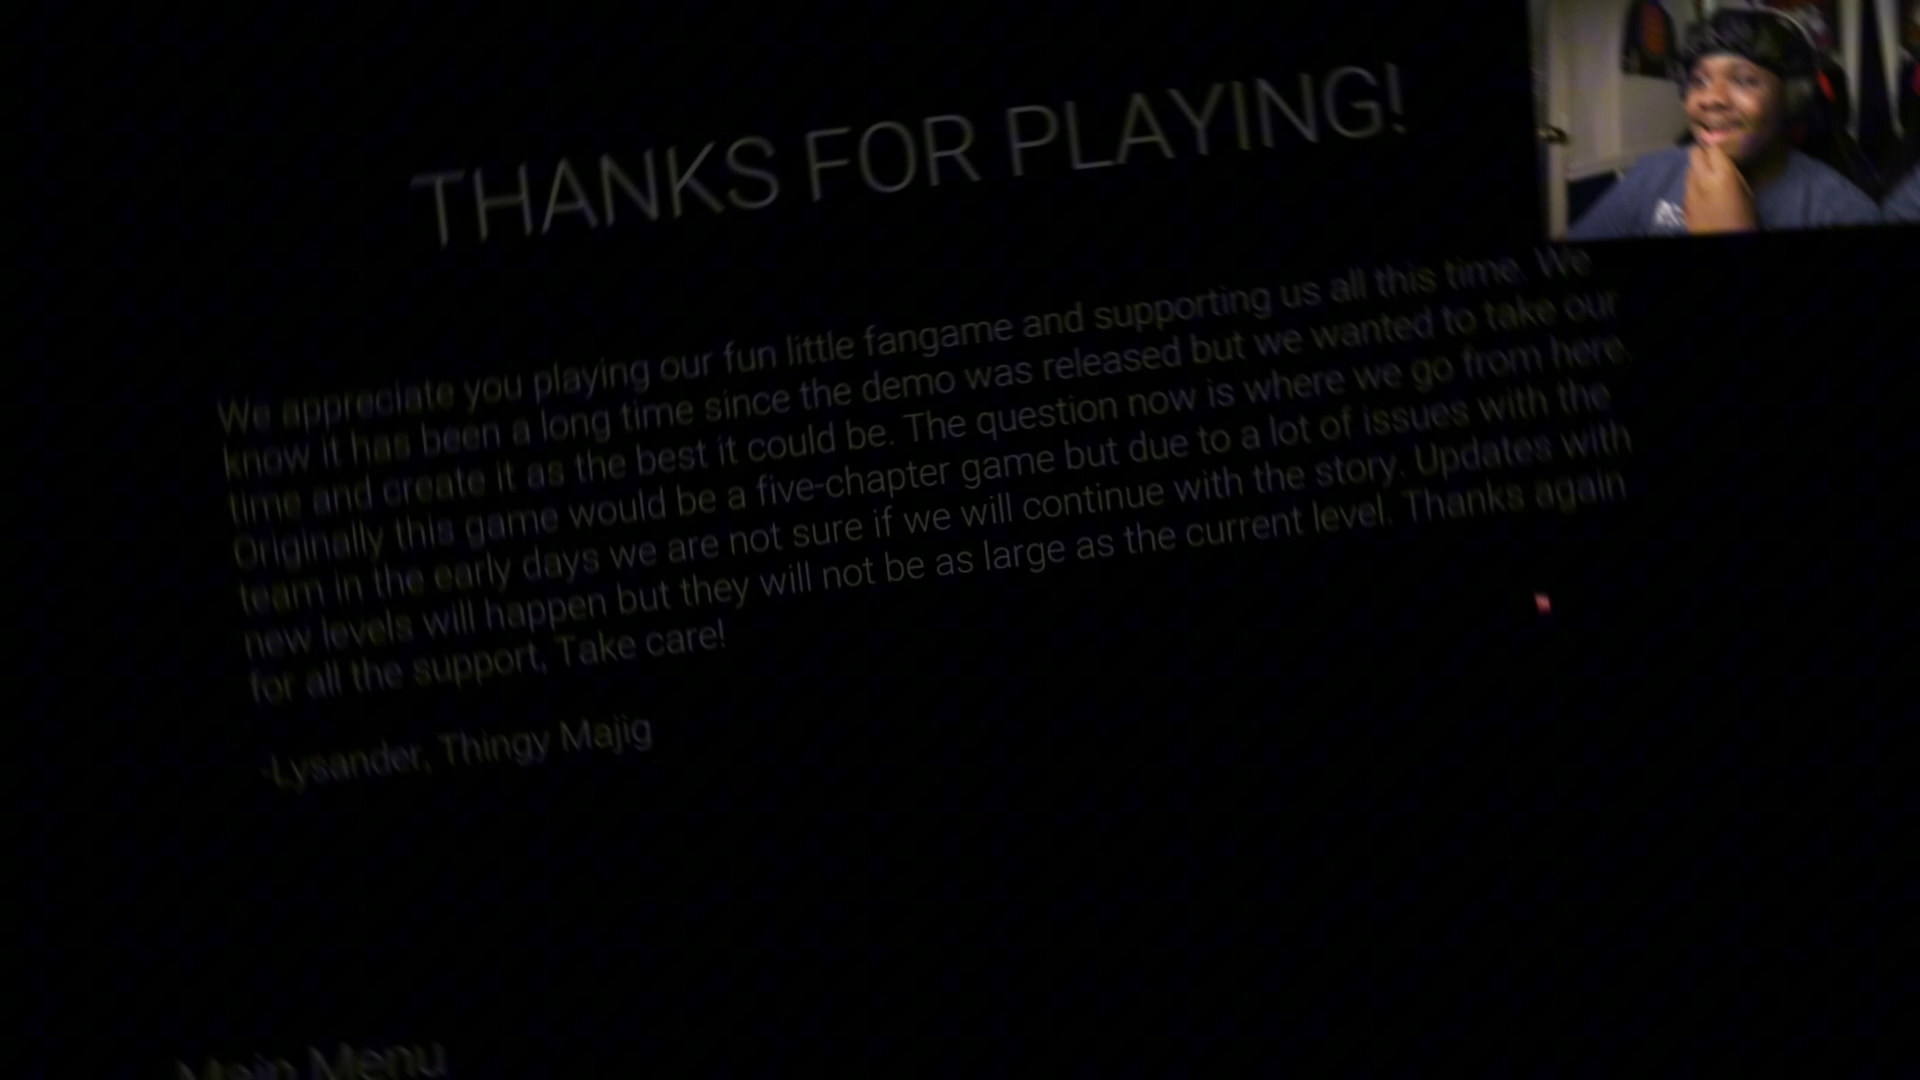 THANKS FOR PLAYING!
We appreciate you playing our fun little fangame and supporting us all this time. We
know it has been a long time since the demo was released but we wanted to take our
time and create it as the best it could be. The question now is where we go from here.
Originally this game would be a five-chapter game but due to a lot of issues with the
team in the early days we are not sure if we will continue with the story. Updates with
new levels will happen but they will not be as large as the current level. Thanks again
for all the support, Take care!
-Lysander, Thingy Majig
Main Menu